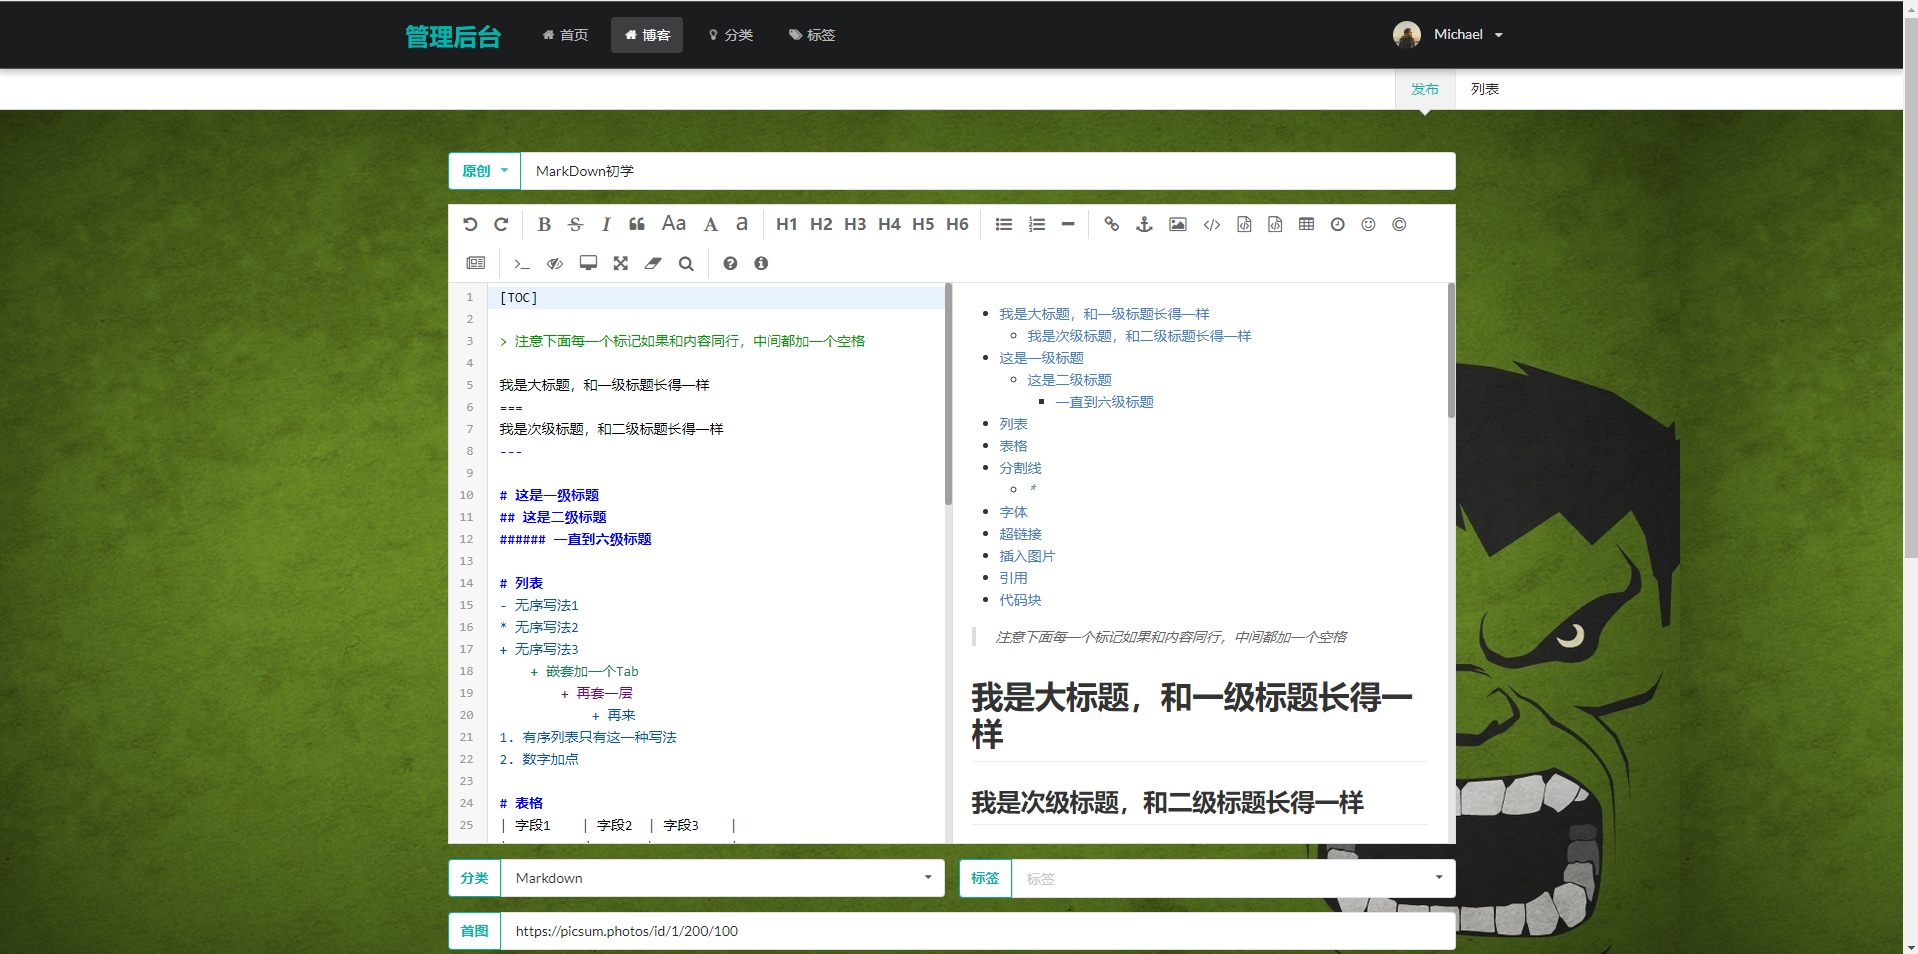 管理后台 首页 博客 分类 标签 Michael
发布 列表
原创 MarkDown初学
B S I Aa A a H1 H2 H3 H4 H5 H6
1 [TOC]
2
3 > 注意下面每一个标记如果和内容同行，中间都加一个空格
4
5 我是大标题，和一级标题长得一样
6 ===
7 我是次级标题，和二级标题长得一样
8 ---
9
10 # 这是一级标题
11 ## 这是二级标题
12 ###### 一直到六级标题
13
14 # 列表
15 - 无序写法1
16 * 无序写法2
17 + 无序写法3
18 + 嵌套加一个Tab
19 + 再套一层
20 + 再来
21 1. 有序列表只有这一种写法
22 2. 数字加点
23
24 # 表格
25 | 字段1 | 字段2 | 字段3 |
我是大标题，和一级标题长得一样
我是次级标题，和二级标题长得一样
这是一级标题
这是二级标题
一直到六级标题
列表
表格
分割线
*
字体
超链接
插入图片
引用
代码块
注意下面每一个标记如果和内容同行，中间都加一个空格
我是大标题，和一级标题长得一
样
我是次级标题，和二级标题长得一样
分类 Markdown 标签 标签
首图 https://picsum.photos/id/1/200/100